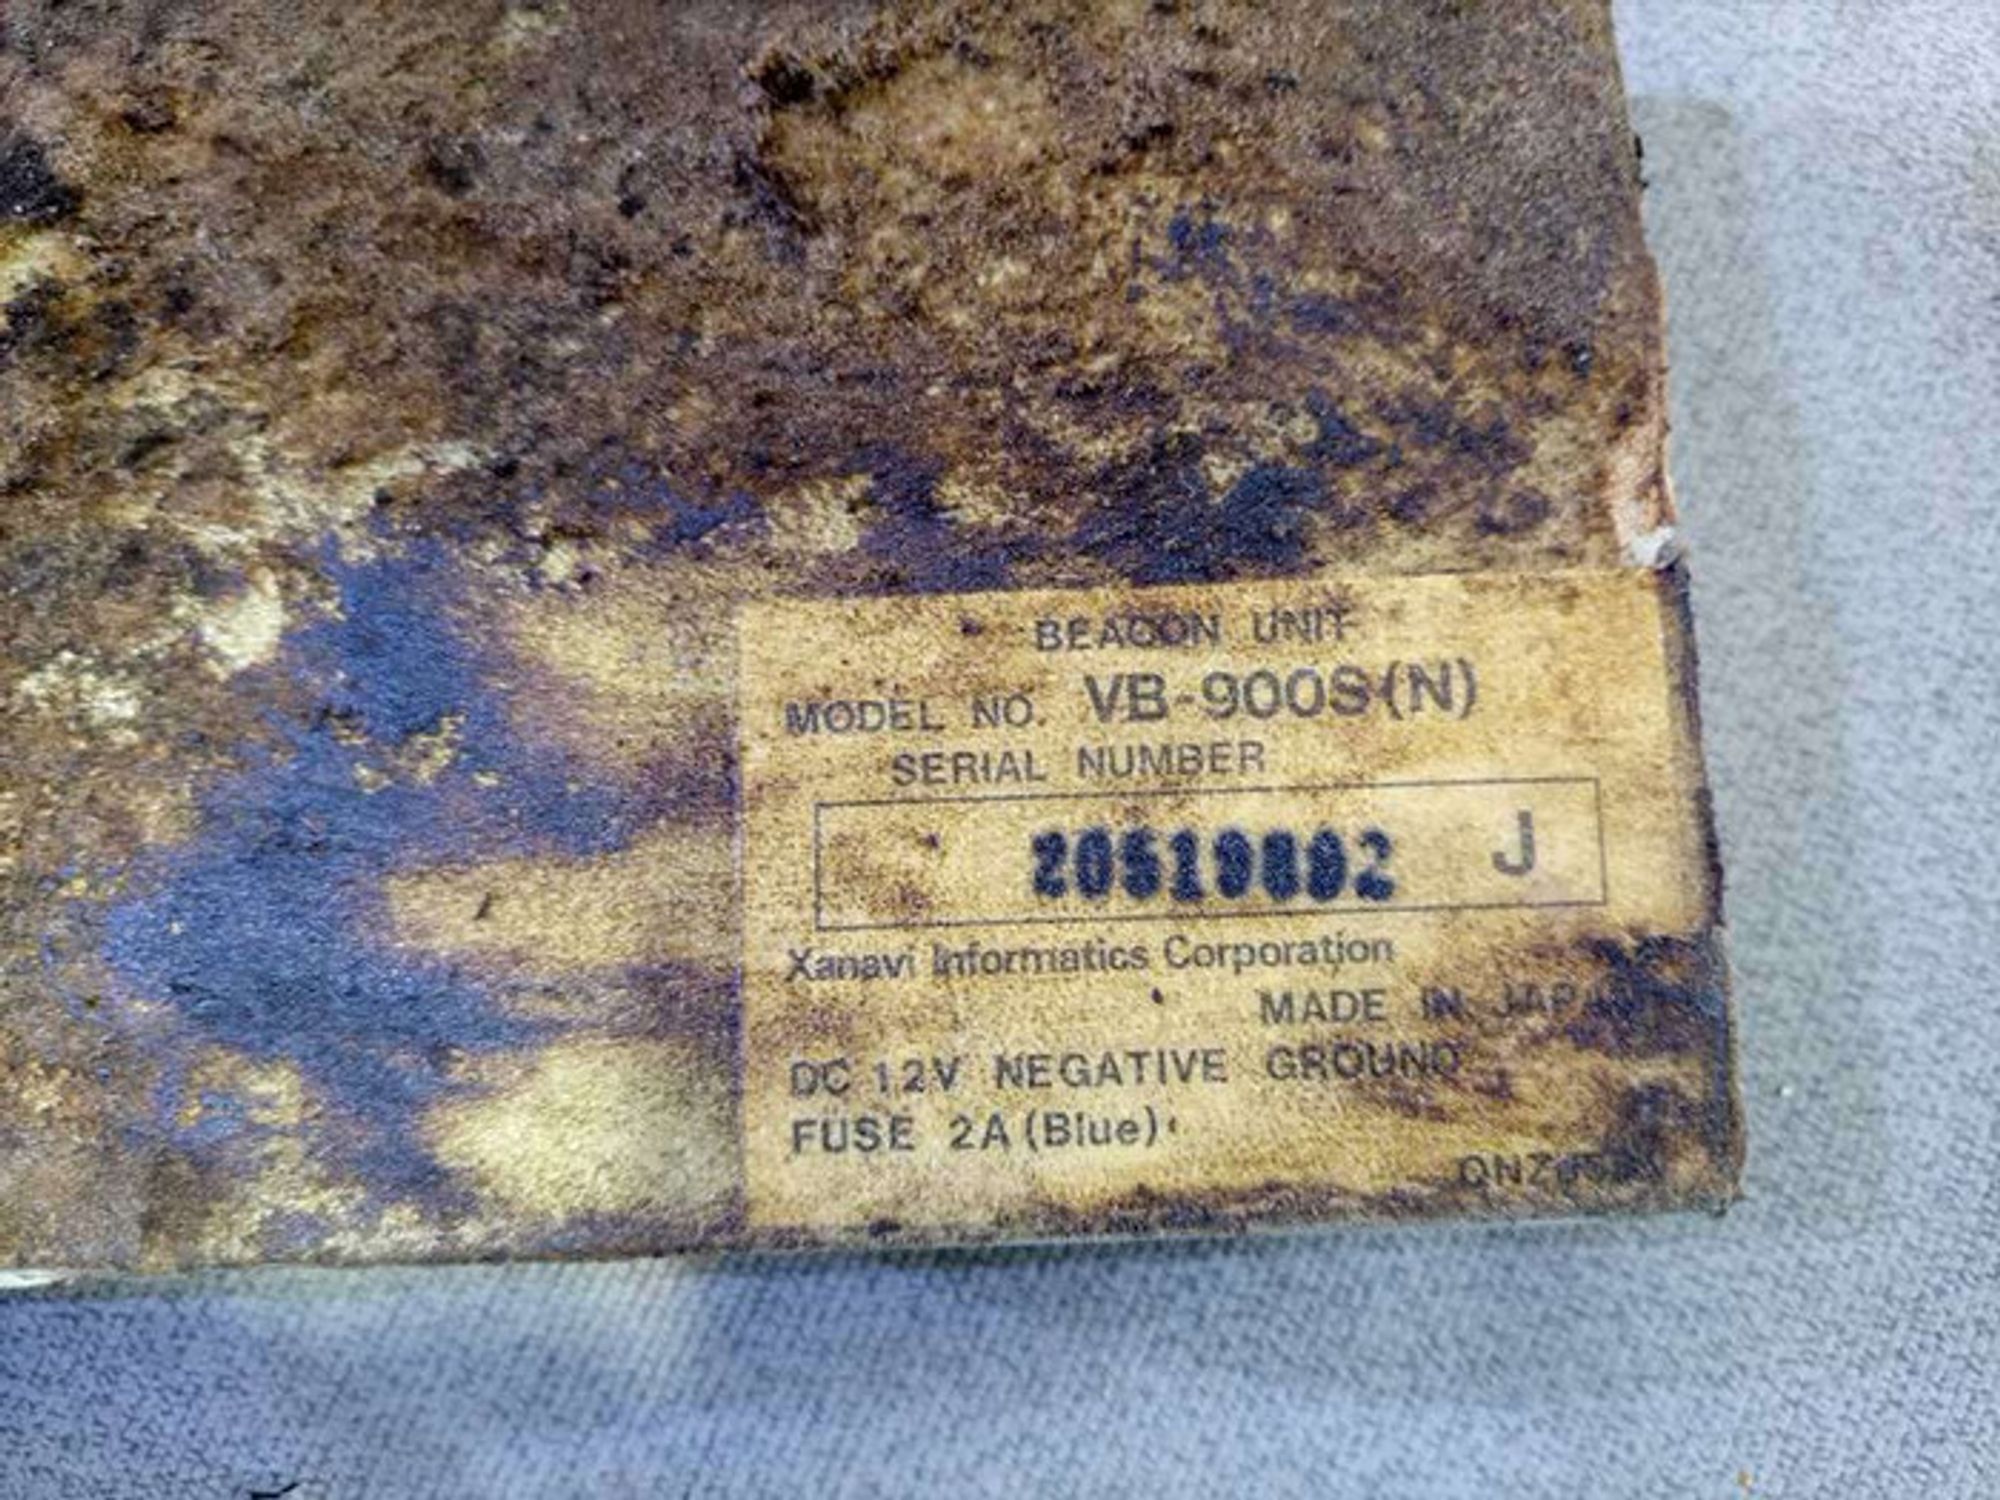 BEACON UNIT
MODEL NO. VB-900S(N)
SERIAL NUMBER
J
Xanavi Informatics Corporation
MADE IN JAPAN
DC 12V NEGATIVE GROUND
FUSE 2A (Blue)